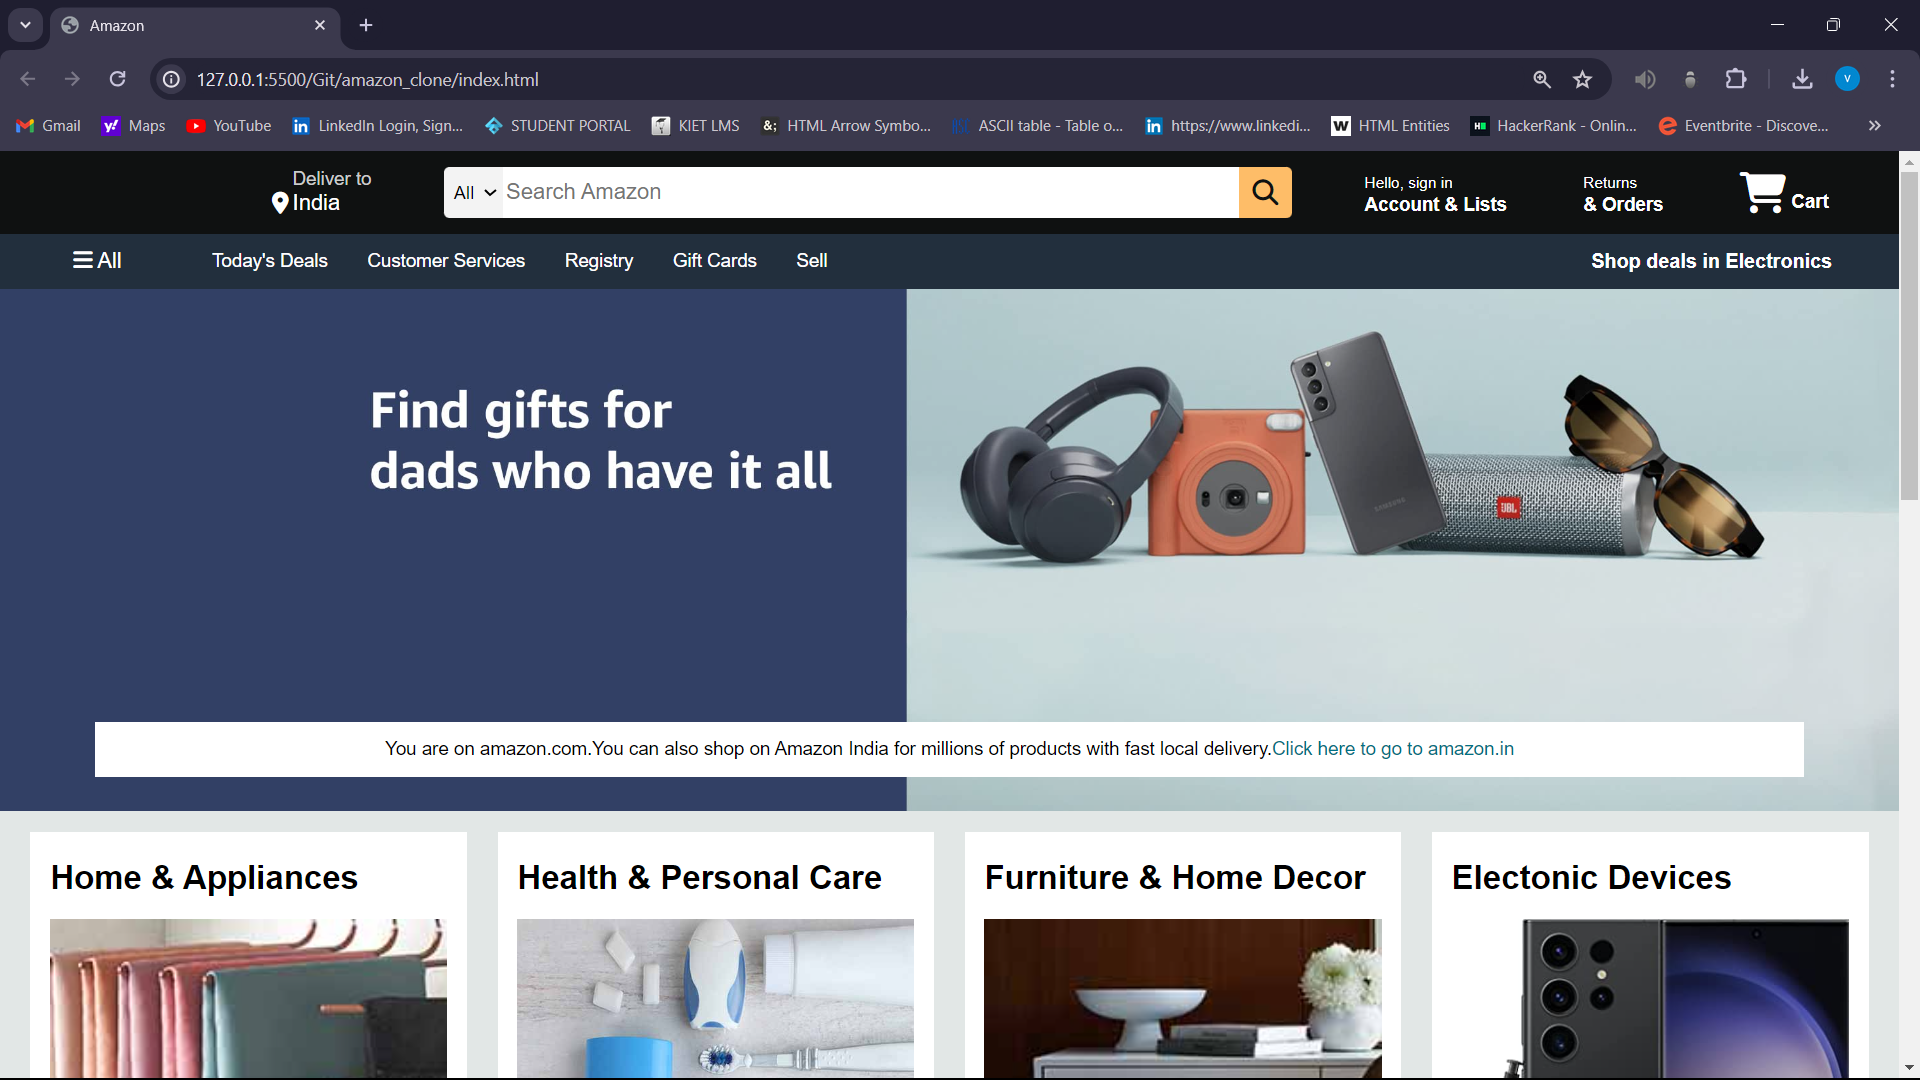 Amazon
127.0.0.1:5500/Git/amazon_clone/index.html
V
Gmail Maps YouTube LinkedIn Login, Sign... STUDENT PORTAL KIET LMS &; HTML Arrow Symbo... ASCII table - Table o... https://www.linkedi... HTML Entities HackerRank - Onlin... Eventbrite - Discove...
Deliver to
India
All Search Amazon
Hello, sign in
Account & Lists
Returns
& Orders
Cart
All Today's Deals Customer Services Registry Gift Cards Sell Shop deals in Electronics
Find gifts for
dads who have it all
SAMSUNG
JBL
You are on amazon.com.You can also shop on Amazon India for millions of products with fast local delivery.Click here to go to amazon.in
Home & Appliances
Health & Personal Care
Furniture & Home Decor
Electonic Devices